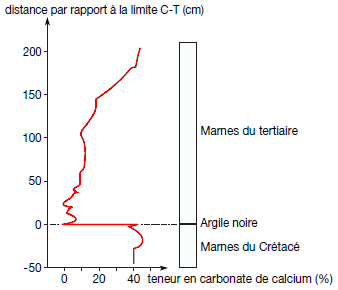 distance par rapport à la limite C-T (cm)
200
150
100
50
0
-50
Marnes du tertiaire
Argile noire
Marnes du Crétacé
0 20 40 teneur en carbonate de calcium (%)